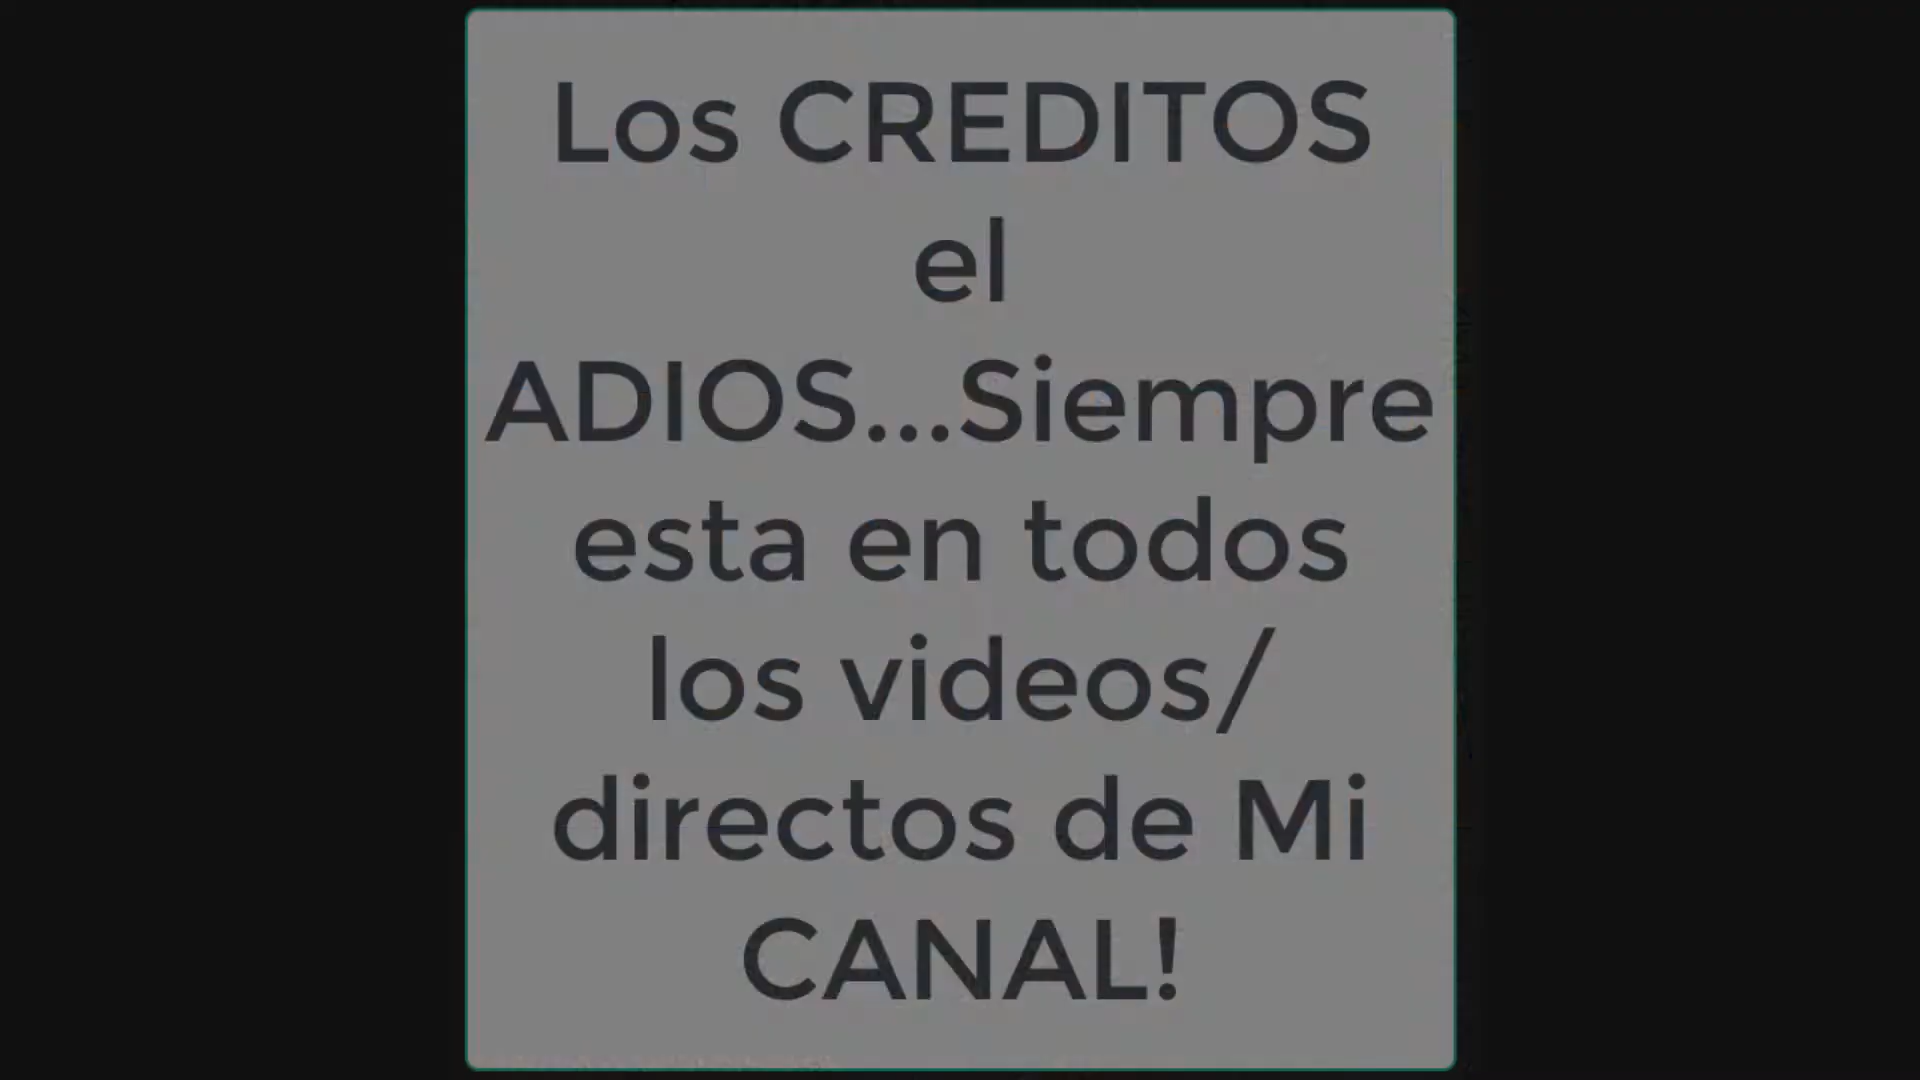 Los CREDITOS
el
ADIOS...Siempre
esta en todos
los videos/
directos de Mi
CANAL!